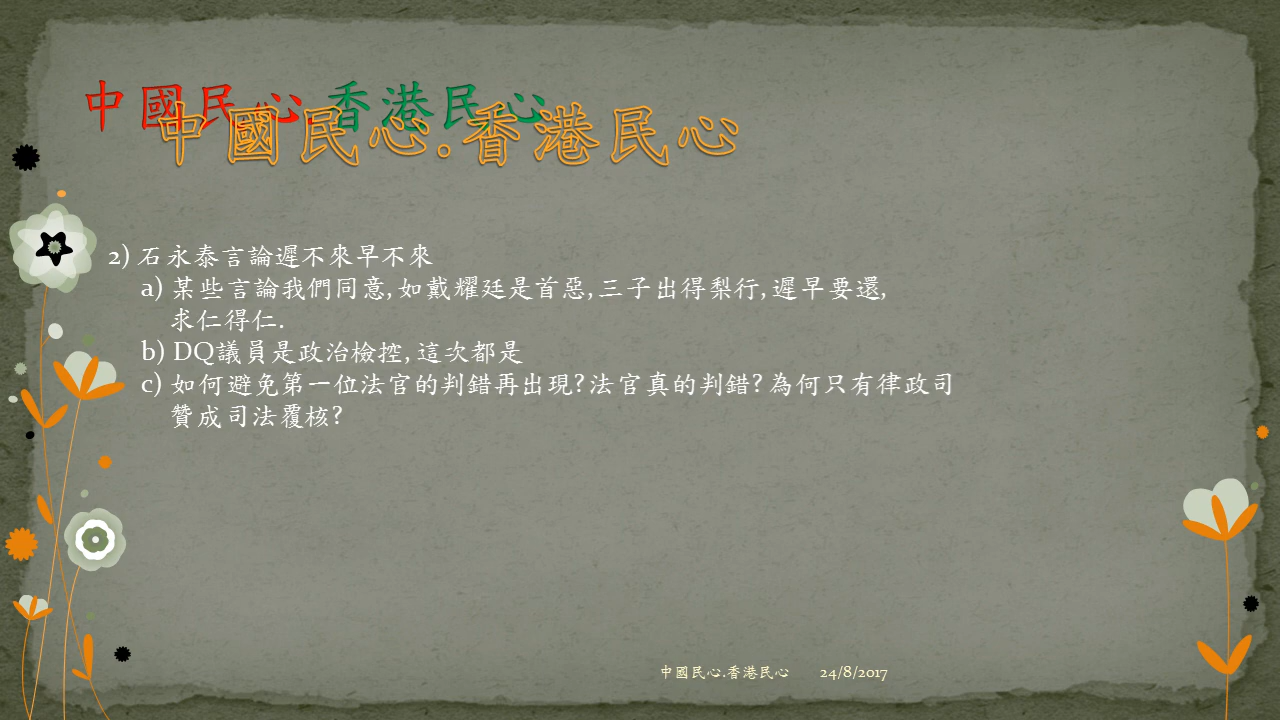 中國民心.香港民心
中國民心.香港民心
2) 石永泰言論遲不來早不來
a) 某些言論我們同意,如戴耀廷是首惡,三子出得梨行,遲早要還,
求仁得仁.
b) DQ議員是政治檢控,這次都是
c) 如何避免第一位法官的判錯再出現?法官真的判錯?為何只有律政司
贊成司法覆核?
中國民心.香港民心 24/8/2017